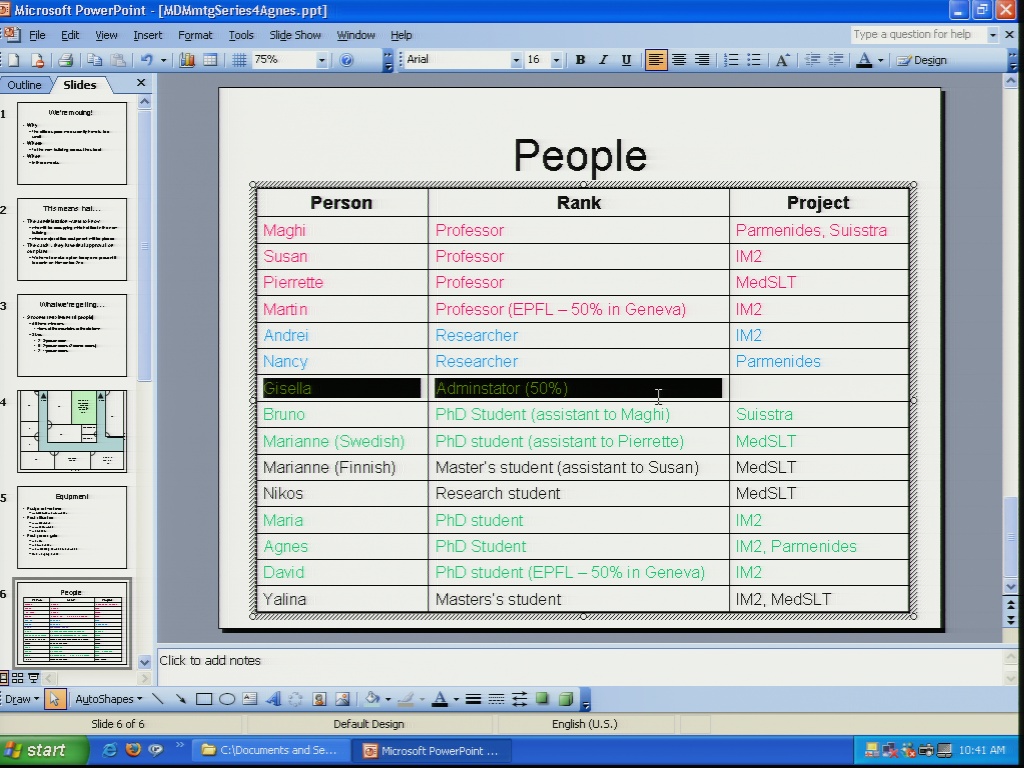 Microsoft PowerPoint - [MDMmtgSeries4Agnes.ppt]
File Edit View Insert Format Tools Slide Show Window Help
Type a question for help
75% Arial 16 B I U A A Design
Outline Slides
1
We're moving!
2
This means that...
3
What we're getting...
4
5
Equipment
6
People
People
Person Rank Project
Maghi Professor Parmenides, Suisstra
Susan Professor IM2
Pierrette Professor MedSLT
Martin Professor (EPFL – 50% in Geneva) IM2
Andrei Researcher IM2
Nancy Researcher Parmenides
Gisella Adminstator (50%)
Bruno PhD Student (assistant to Maghi) Suisstra
Marianne (Swedish) PhD student (assistant to Pierrette) MedSLT
Marianne (Finnish) Master's student (assistant to Susan) MedSLT
Nikos Research student MedSLT
Maria PhD student IM2
Agnes PhD Student IM2, Parmenides
David PhD student (EPFL – 50% in Geneva) IM2
Yalina Masters's student IM2, MedSLT
Click to add notes
Draw AutoShapes A
Slide 6 of 6 Default Design English (U.S.)
start C:\Documents and Se... Microsoft PowerPoint ... 10:41 AM